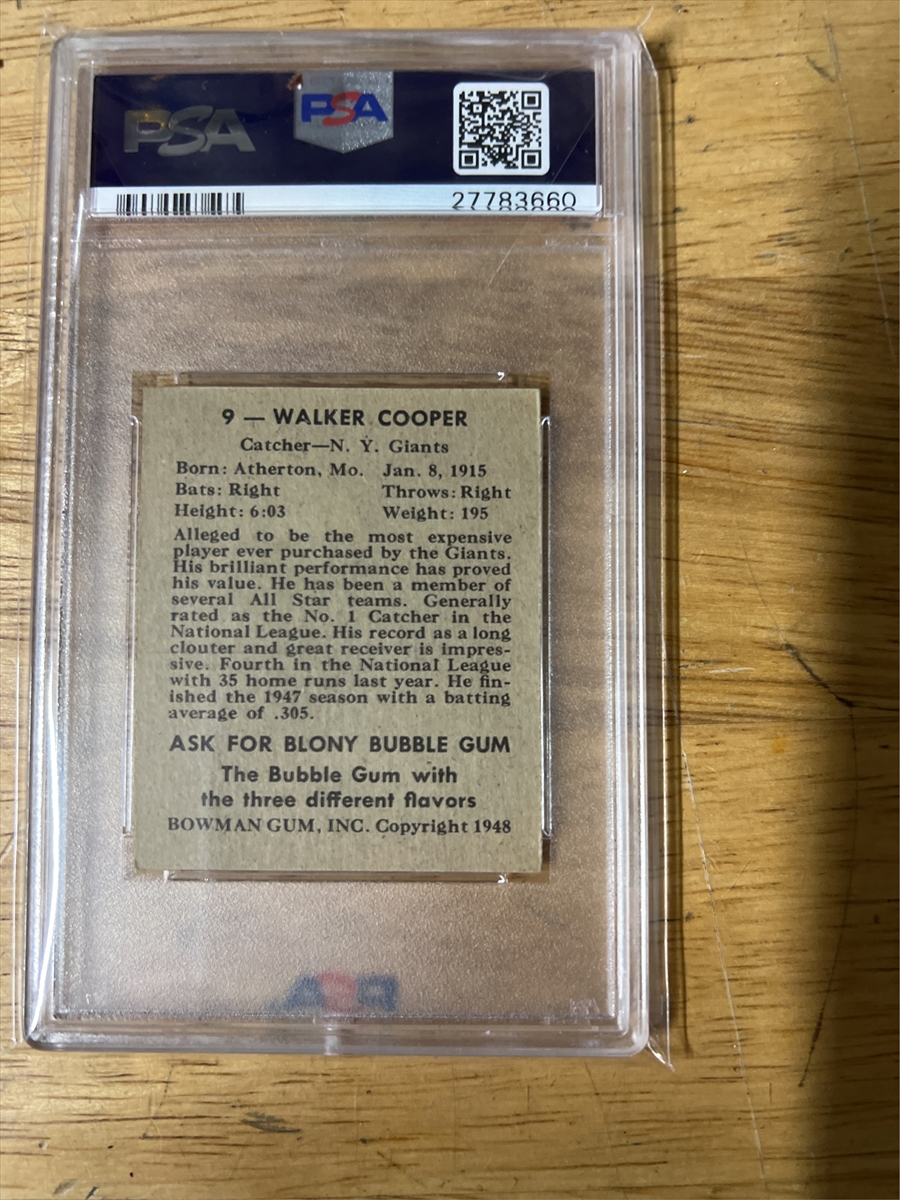 PSA PSA
27783660
9 — WALKER COOPER
Catcher—N. Y. Giants
Born: Atherton, Mo. Jan. 8, 1915
Bats: Right Throws: Right
Height: 6:03 Weight: 195
Alleged to be the most expensive
player ever purchased by the Giants.
His brilliant performance has proved
his value. He has been a member of
several All Star teams. Generally
rated as the No. 1 Catcher in the
National League. His record as a long
clouter and great receiver is impres-
sive. Fourth in the National League
with 35 home runs last year. He fin-
ished the 1947 season with a batting
average of .305.
ASK FOR BLONY BUBBLE GUM
The Bubble Gum with
the three different flavors
BOWMAN GUM, INC. Copyright 1948
PSA